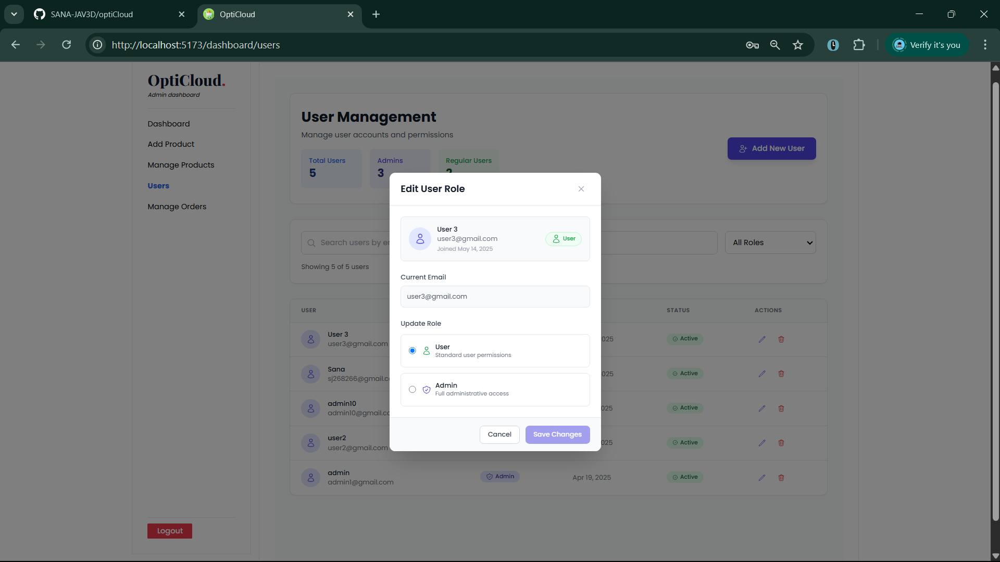 SANA-JAV3D/optiCloud
OptiCloud
http://localhost:5173/dashboard/users
Verify it's you
OptiCloud.
Admin dashboard
Dashboard
Add Product
Manage Products
Users
Manage Orders
Logout
User Management
Manage user accounts and permissions
Total Users
5
Admins
3
Regular Users
Add New User
Search users by
All Roles
Showing 5 of 5 users
USER
STATUS
ACTIONS
User 3
user3@gmail.com
025
Active
Sana
sj268266@gmail.c
025
Active
admin10
admin10@gmail.c
025
Active
user2
user2@gmail.com
025
Active
admin
admin1@gmail.com
Admin
Apr 19, 2025
Active
Edit User Role
User 3
user3@gmail.com
Joined May 14, 2025
User
Current Email
user3@gmail.com
Update Role
User
Standard user permissions
Admin
Full administrative access
Cancel
Save Changes